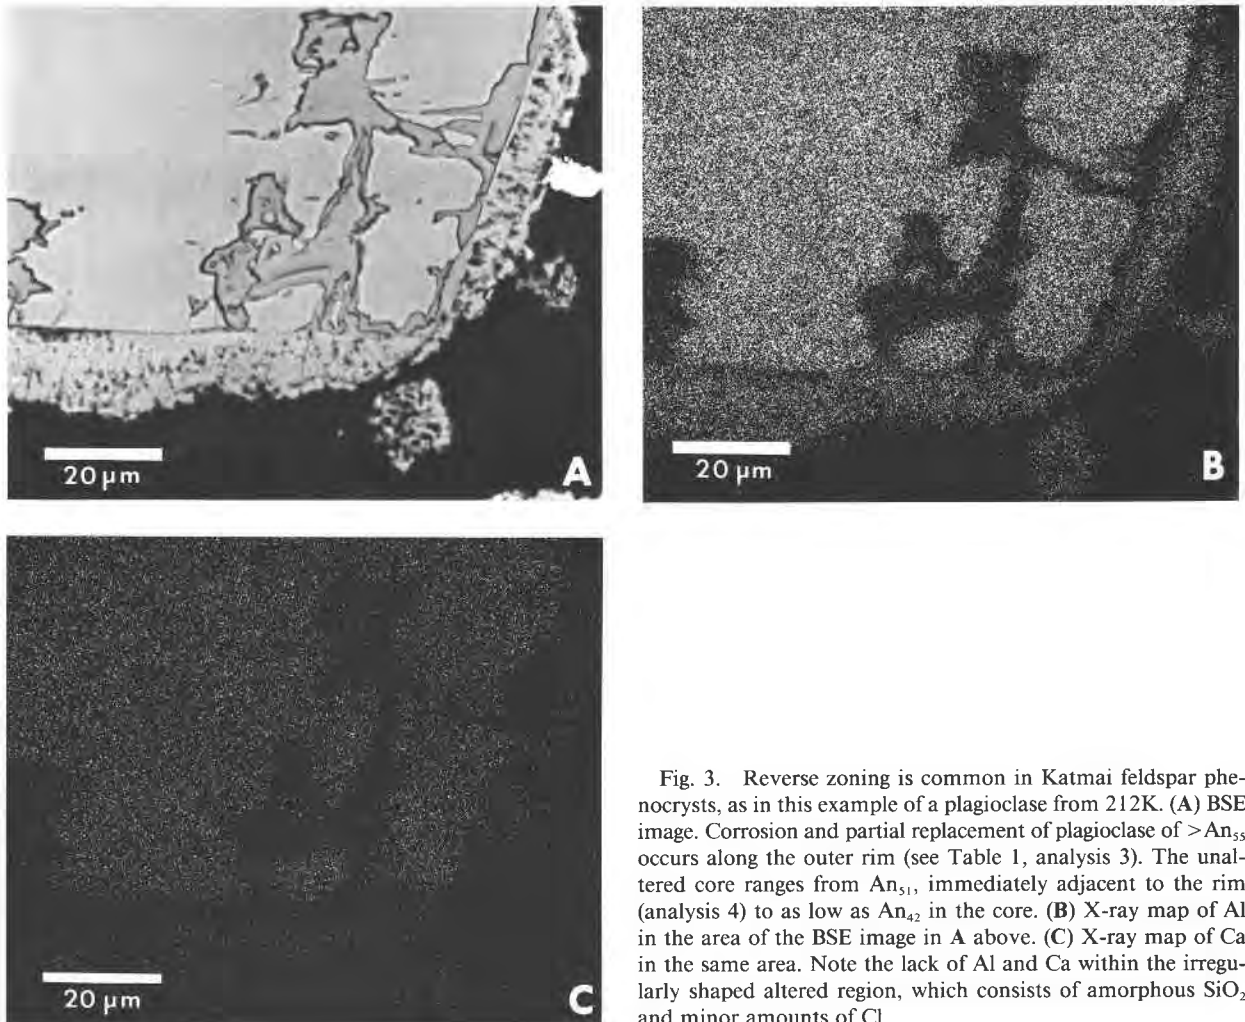 A
20 µm
B
20 µm
C
20 µm
Fig. 3. Reverse zoning is common in Katmai feldspar phe-
nocrysts, as in this example of a plagioclase from 212K. (A) BSE
image. Corrosion and partial replacement of plagioclase of >An₅₅
occurs along the outer rim (see Table 1, analysis 3). The unal-
tered core ranges from An₅₁, immediately adjacent to the rim
(analysis 4) to as low as An₄₂ in the core. (B) X-ray map of Al
in the area of the BSE image in A above. (C) X-ray map of Ca
in the same area. Note the lack of Al and Ca within the irregu-
larly shaped altered region, which consists of amorphous SiO₂
and minor amounts of Cl